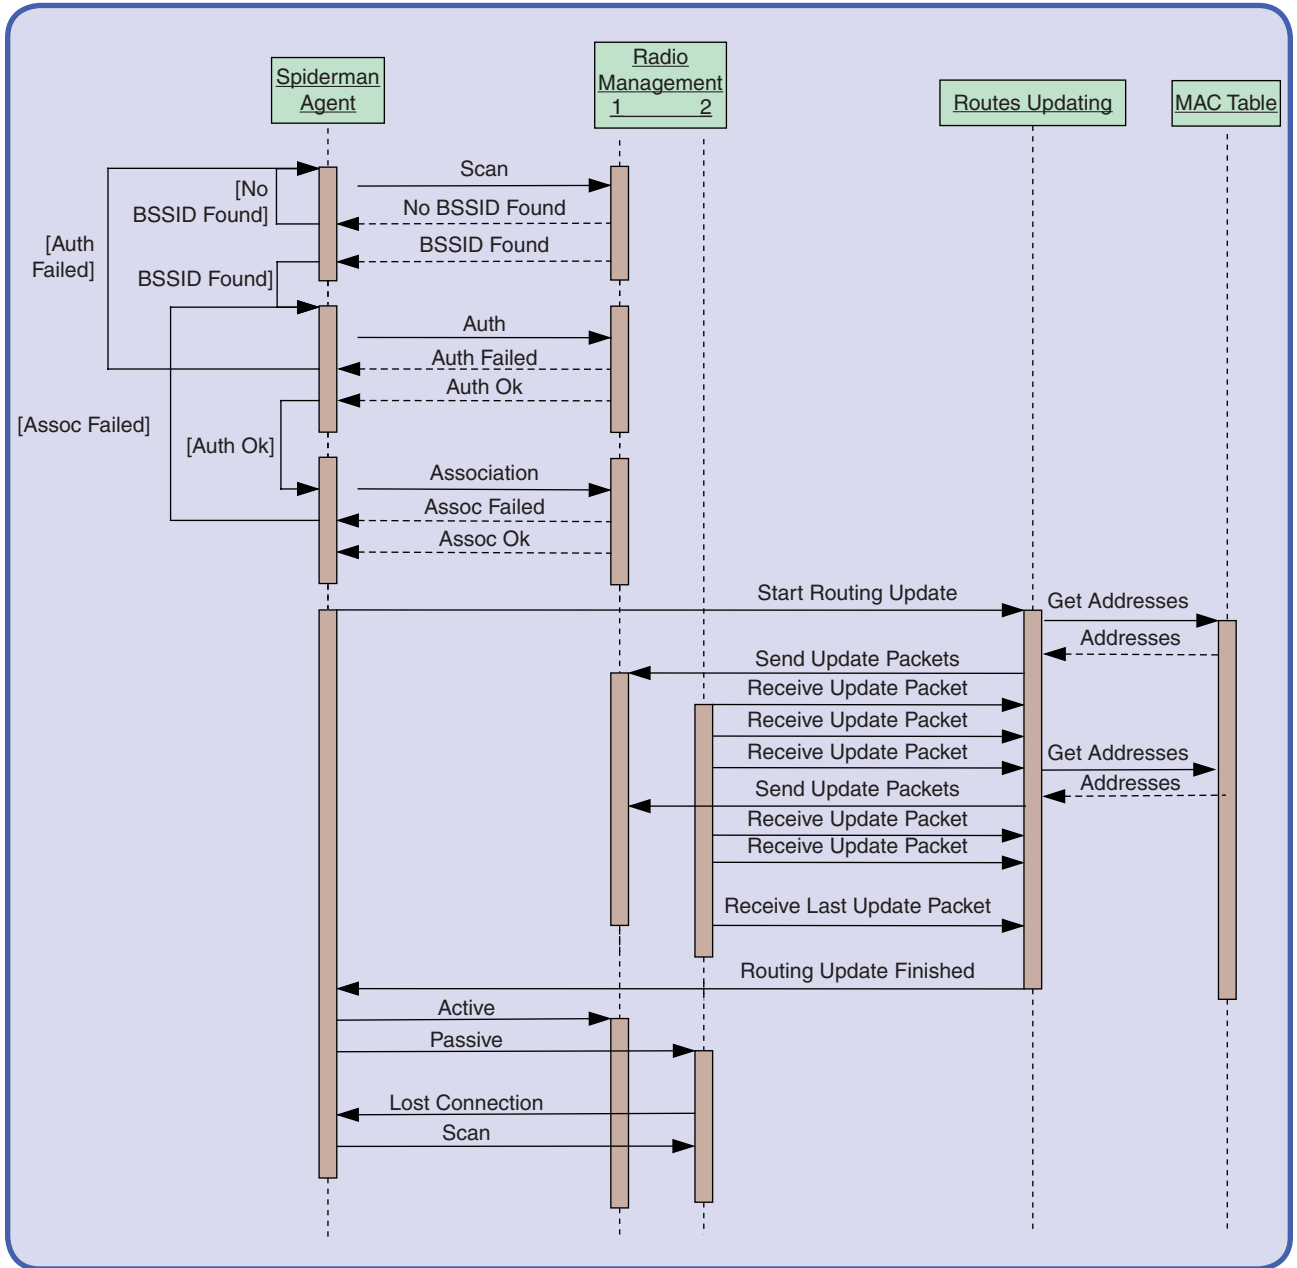 Spiderman
Agent
Radio
Management
1 2
Routes Updating
MAC Table
Scan
[No
BSSID Found]
No BSSID Found
[Auth
Failed]
BSSID Found
BSSID Found]
Auth
Auth Failed
Auth Ok
[Assoc Failed]
[Auth Ok]
Association
Assoc Failed
Assoc Ok
Start Routing Update
Get Addresses
Addresses
Send Update Packets
Receive Update Packet
Receive Update Packet
Receive Update Packet
Get Addresses
Addresses
Send Update Packets
Receive Update Packet
Receive Update Packet
Receive Last Update Packet
Routing Update Finished
Active
Passive
Lost Connection
Scan